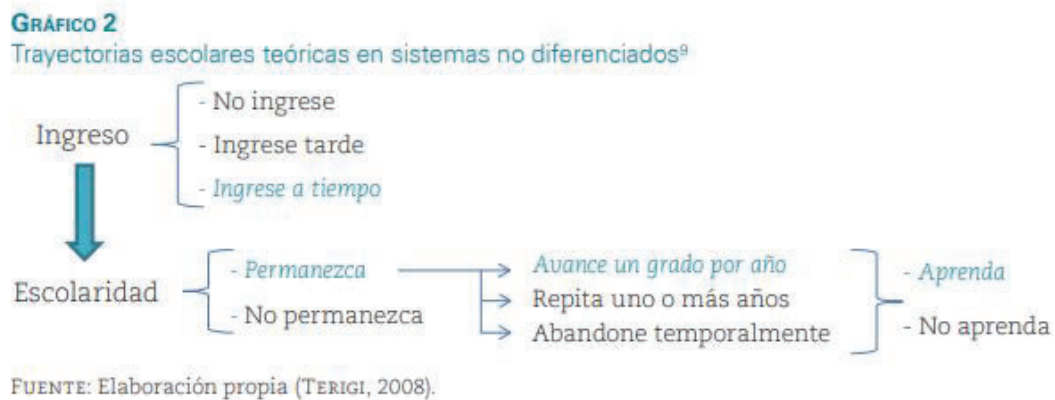 GRÁFICO 2
Trayectorias escolares teóricas en sistemas no diferenciados⁹
Ingreso
- No ingrese
- Ingrese tarde
- Ingrese a tiempo
Escolaridad
- Permanezca
- No permanezca
Avance un grado por año
Repita uno o más años
Abandone temporalmente
- Aprenda
- No aprenda
FUENTE: Elaboración propia (TERIGI, 2008).